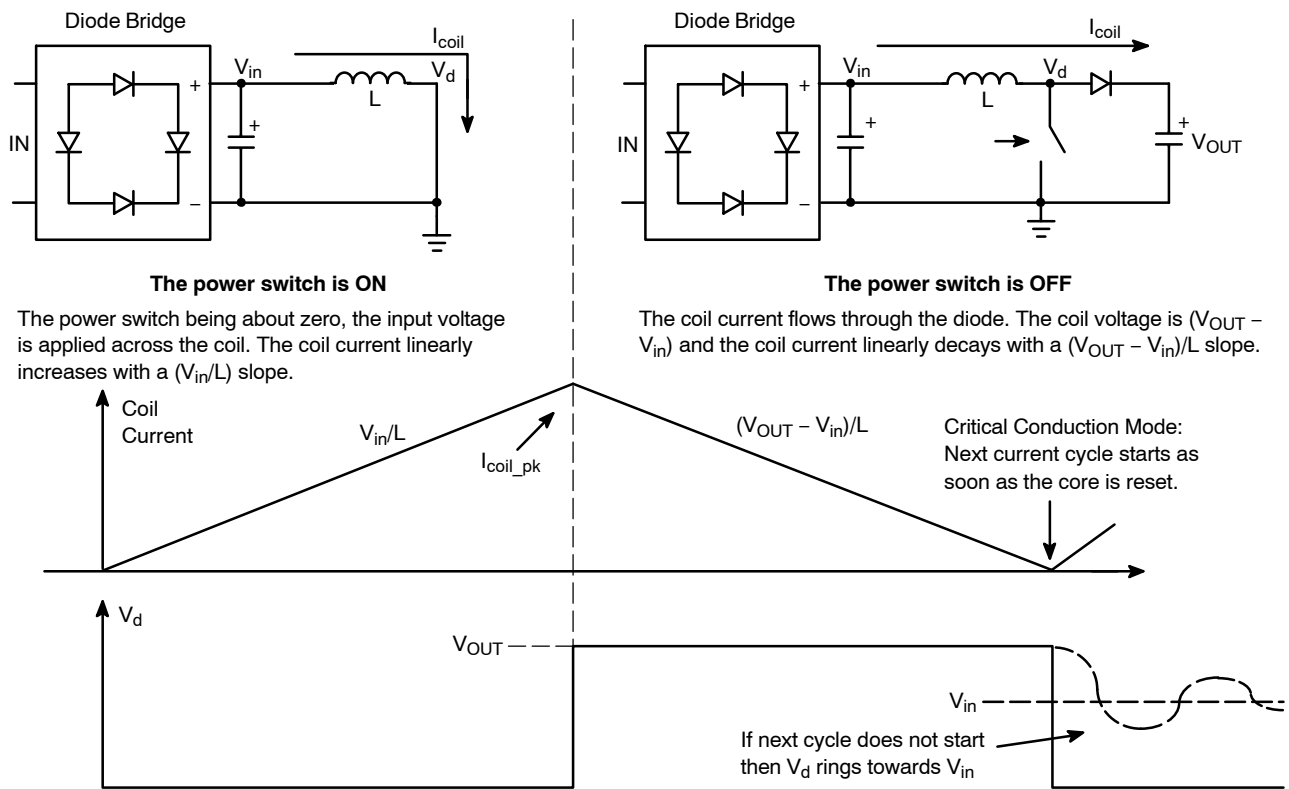 Diode Bridge
IN
+
−
Vin
+
L
Icoil
Vd
Diode Bridge
IN
+
−
Vin
+
L
Icoil
Vd
+
VOUT
The power switch is ON
The power switch being about zero, the input voltage
is applied across the coil. The coil current linearly
increases with a (Vin/L) slope.
The power switch is OFF
The coil current flows through the diode. The coil voltage is (VOUT −
Vin) and the coil current linearly decays with a (VOUT − Vin)/L slope.
Coil
Current
Vin/L
Icoil_pk
(VOUT − Vin)/L
Critical Conduction Mode:
Next current cycle starts as
soon as the core is reset.
Vd
VOUT
Vin
If next cycle does not start
then Vd rings towards Vin